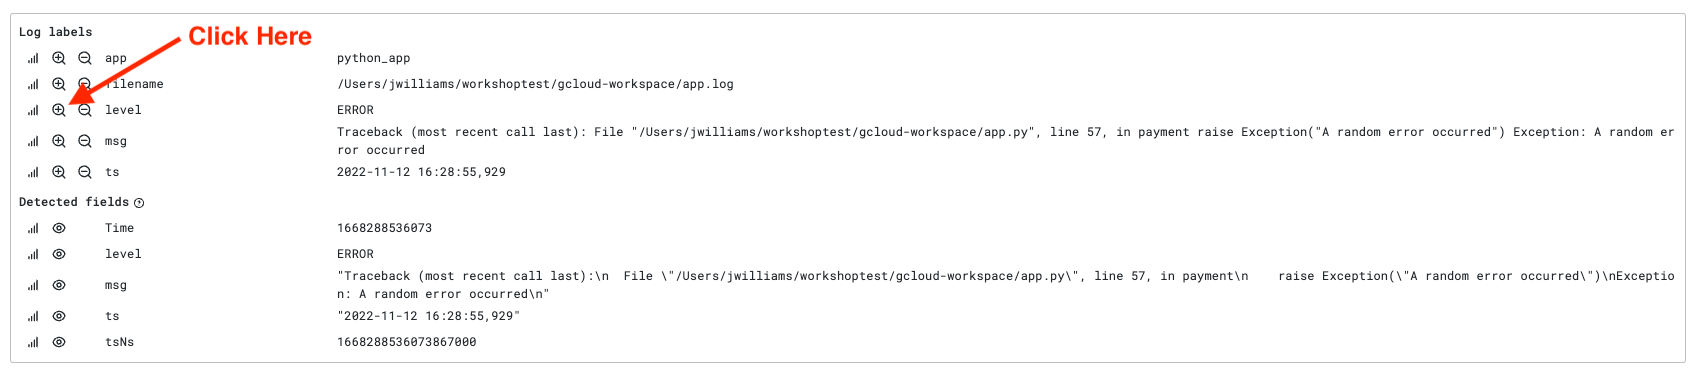 Log labels
Click Here
app python_app
filename /Users/jwilliams/workshoptest/gcloud-workspace/app.log
level ERROR
msg Traceback (most recent call last): File "/Users/jwilliams/workshoptest/gcloud-workspace/app.py", line 57, in payment raise Exception("A random error occurred") Exception: A random er
ror occurred
ts 2022-11-12 16:28:55,929
Detected fields
Time 1668288536073
level ERROR
msg "Traceback (most recent call last):\n  File \"/Users/jwilliams/workshoptest/gcloud-workspace/app.py\", line 57, in payment\n    raise Exception(\"A random error occurred\")\nExceptio
n: A random error occurred\n"
ts "2022-11-12 16:28:55,929"
tsNs 1668288536073867000